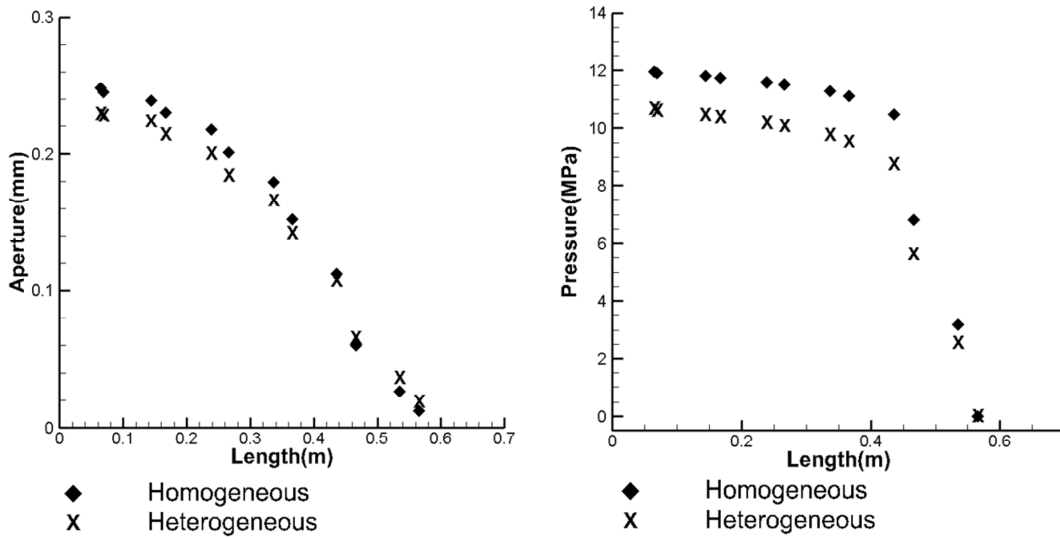 0.3
0.2
0.1
0
Aperture(mm)
0 0.1 0.2 0.3 0.4 0.5 0.6 0.7
Length(m)
Homogeneous
X Heterogeneous
14
12
10
8
6
4
2
0
Pressure(MPa)
0 0.2 0.4 0.6
Length(m)
Homogeneous
X Heterogeneous